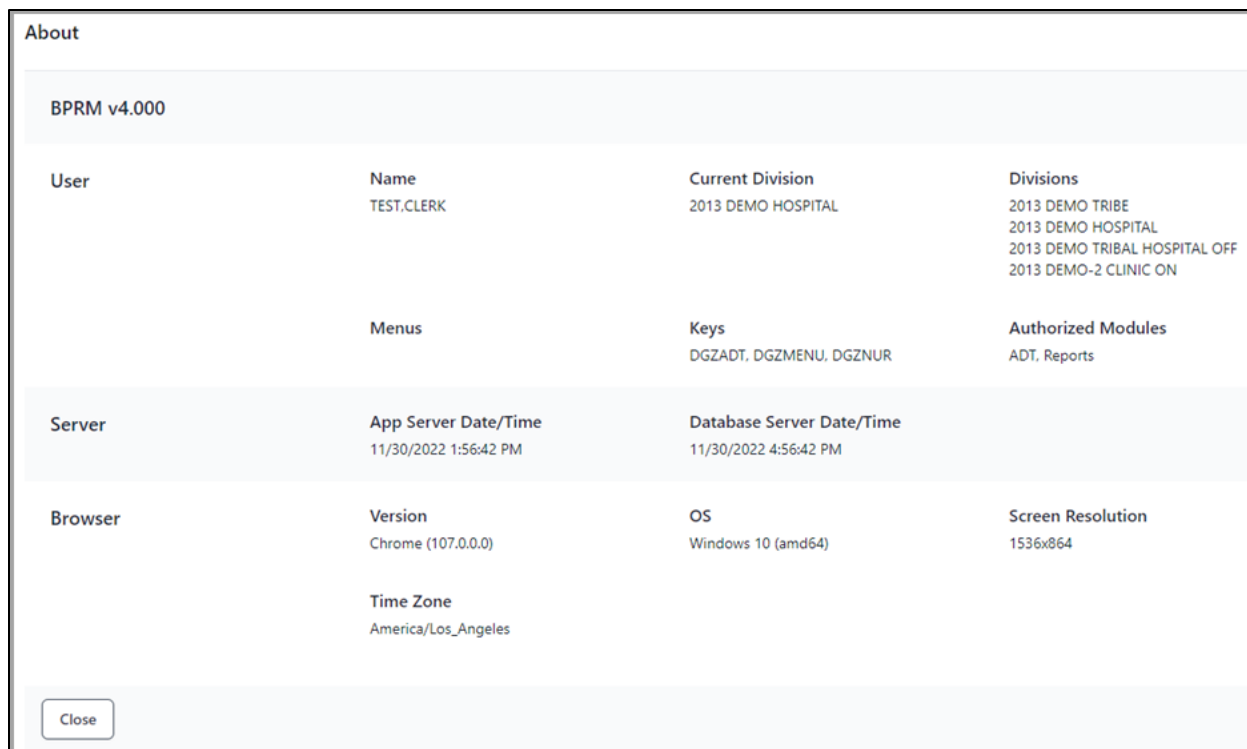 About
BPRM v4.000
User
Name
TEST,CLERK
Current Division
2013 DEMO HOSPITAL
Divisions
2013 DEMO TRIBE
2013 DEMO HOSPITAL
2013 DEMO TRIBAL HOSPITAL OFF
2013 DEMO-2 CLINIC ON
Menus
Keys
DGZADT, DGZMENU, DGZNUR
Authorized Modules
ADT, Reports
Server
App Server Date/Time
11/30/2022 1:56:42 PM
Database Server Date/Time
11/30/2022 4:56:42 PM
Browser
Version
Chrome (107.0.0.0)
OS
Windows 10 (amd64)
Screen Resolution
1536x864
Time Zone
America/Los_Angeles
Close